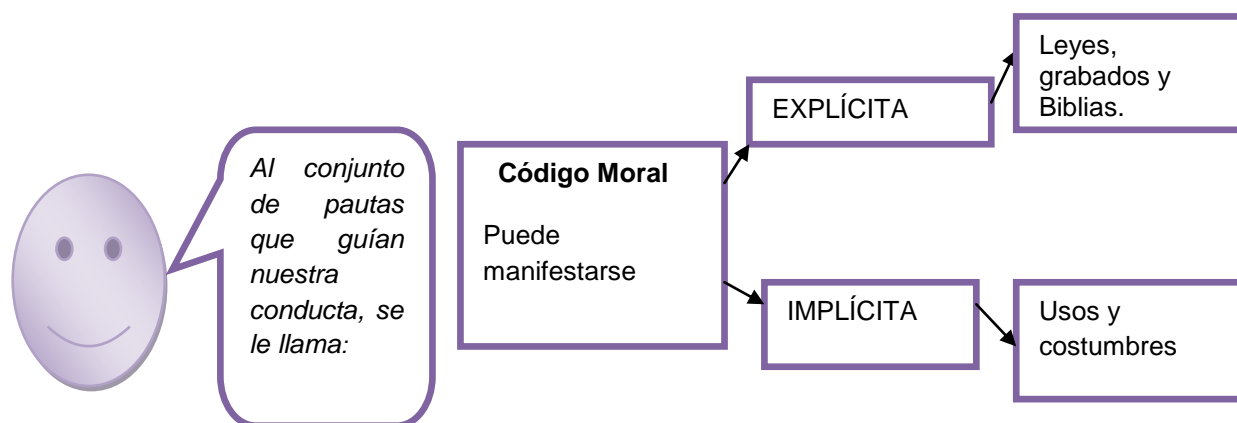 Al conjunto
de pautas
que guían
nuestra
conducta, se
le llama:
Código Moral
Puede
manifestarse
EXPLÍCITA
Leyes,
grabados y
Biblias.
IMPLÍCITA
Usos y
costumbres